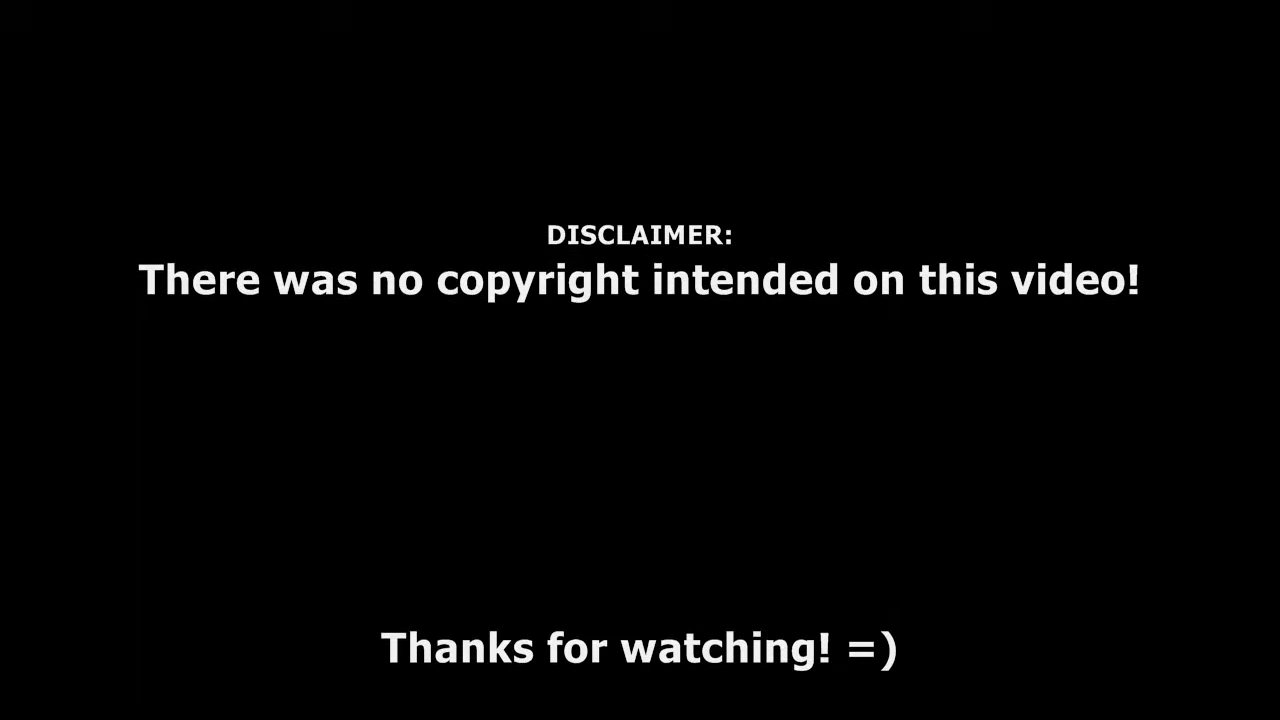 DISCLAIMER:
There was no copyright intended on this video!
Thanks for watching! =)